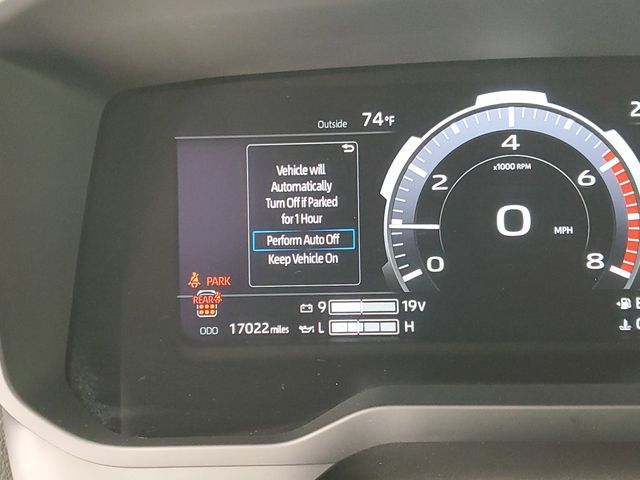 Outside 74°F
Vehicle will
Automatically
Turn Off if Parked
for 1 Hour
Perform Auto Off
Keep Vehicle On
PARK
REAR
ODO 17022 miles
9 19V
L H
0
2
4
6
8
x1000 RPM
0 MPH
2